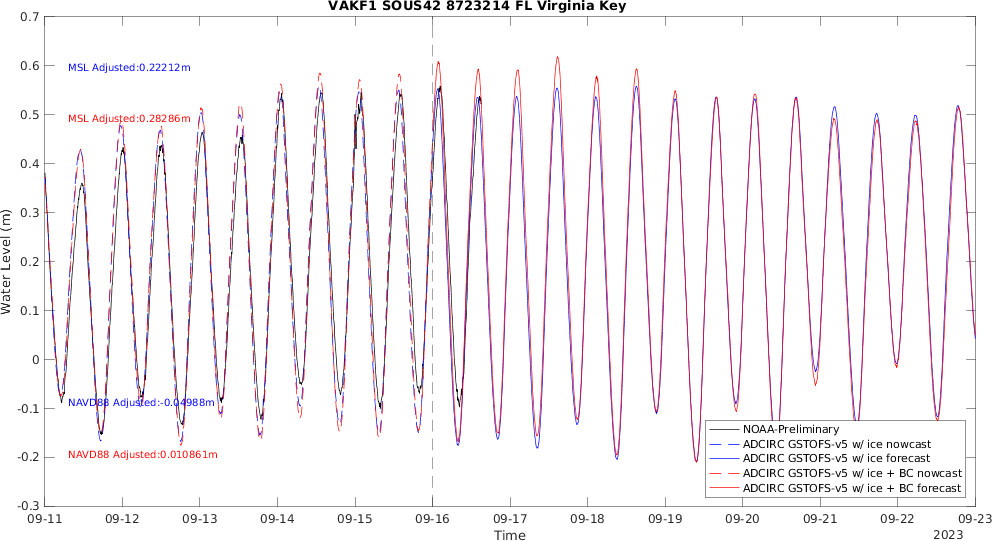 VAKF1 SOUS42 8723214 FL Virginia Key
0.7
0.6
0.5
0.4
0.3
0.2
0.1
0
-0.1
-0.2
-0.3
Water Level (m)
MSL Adjusted:0.22212m
MSL Adjusted:0.28286m
NAVD88 Adjusted:-0.04988m
NAVD88 Adjusted:0.010861m
NOAA-Preliminary
ADCIRC GSTOFS-v5 w/ ice nowcast
ADCIRC GSTOFS-v5 w/ ice forecast
ADCIRC GSTOFS-v5 w/ ice + BC nowcast
ADCIRC GSTOFS-v5 w/ ice + BC forecast
09-11 09-12 09-13 09-14 09-15 09-16 09-17 09-18 09-19 09-20 09-21 09-22 09-23
Time
2023